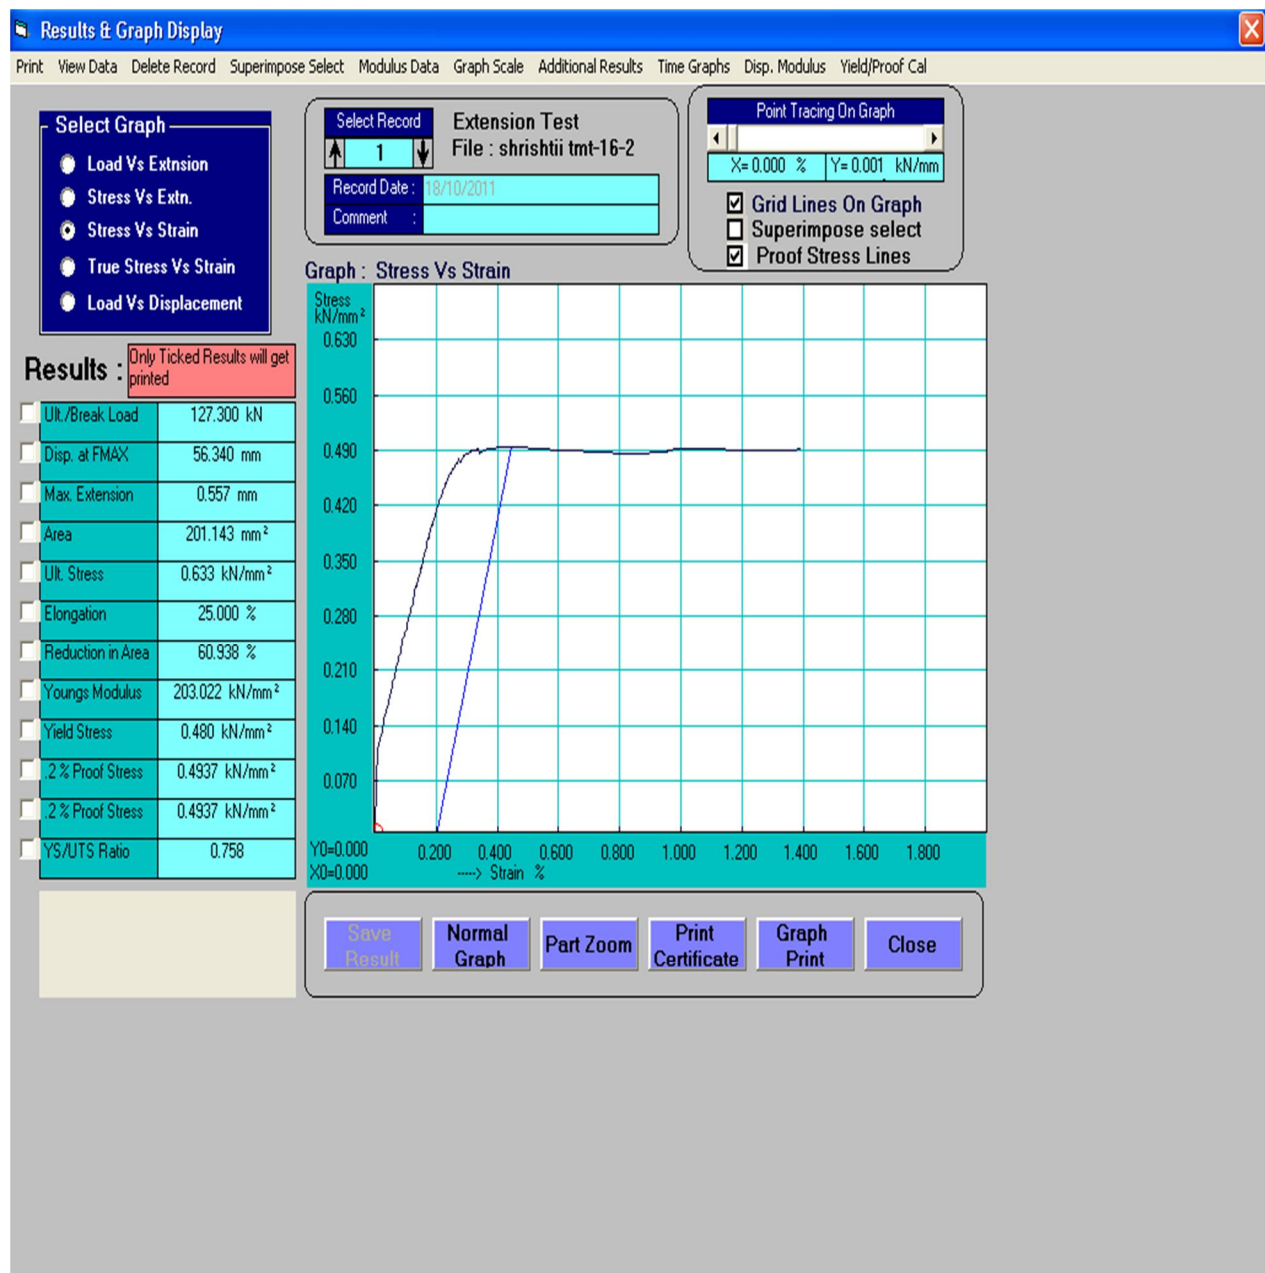 Results & Graph Display
Print View Data Delete Record Superimpose Select Modulus Data Graph Scale Additional Results Time Graphs Disp. Modulus Yield/Proof Cal
Select Graph
Load Vs Extnsion
Stress Vs Extn.
Stress Vs Strain
True Stress Vs Strain
Load Vs Displacement
Select Record
1
Extension Test
File : shrishtii tmt-16-2
Record Date : 18/10/2011
Comment :
Point Tracing On Graph
X= 0.000 % Y= 0.001 kN/mm
Grid Lines On Graph
Superimpose select
Proof Stress Lines
Results :
Only Ticked Results will get
printed
Ult./Break Load 127.300 kN
Disp. at FMAX 56.340 mm
Max. Extension 0.557 mm
Area 201.143 mm²
Ult. Stress 0.633 kN/mm²
Elongation 25.000 %
Reduction in Area 60.938 %
Youngs Modulus 203.022 kN/mm²
Yield Stress 0.480 kN/mm²
.2 % Proof Stress 0.4937 kN/mm²
.2 % Proof Stress 0.4937 kN/mm²
YS/UTS Ratio 0.758
Graph : Stress Vs Strain
Stress
kN/mm²
0.630
0.560
0.490
0.420
0.350
0.280
0.210
0.140
0.070
Y0=0.000 0.200 0.400 0.600 0.800 1.000 1.200 1.400 1.600 1.800
X0=0.000 ----> Strain %
Save
Result
Normal
Graph
Part Zoom
Print
Certificate
Graph
Print
Close